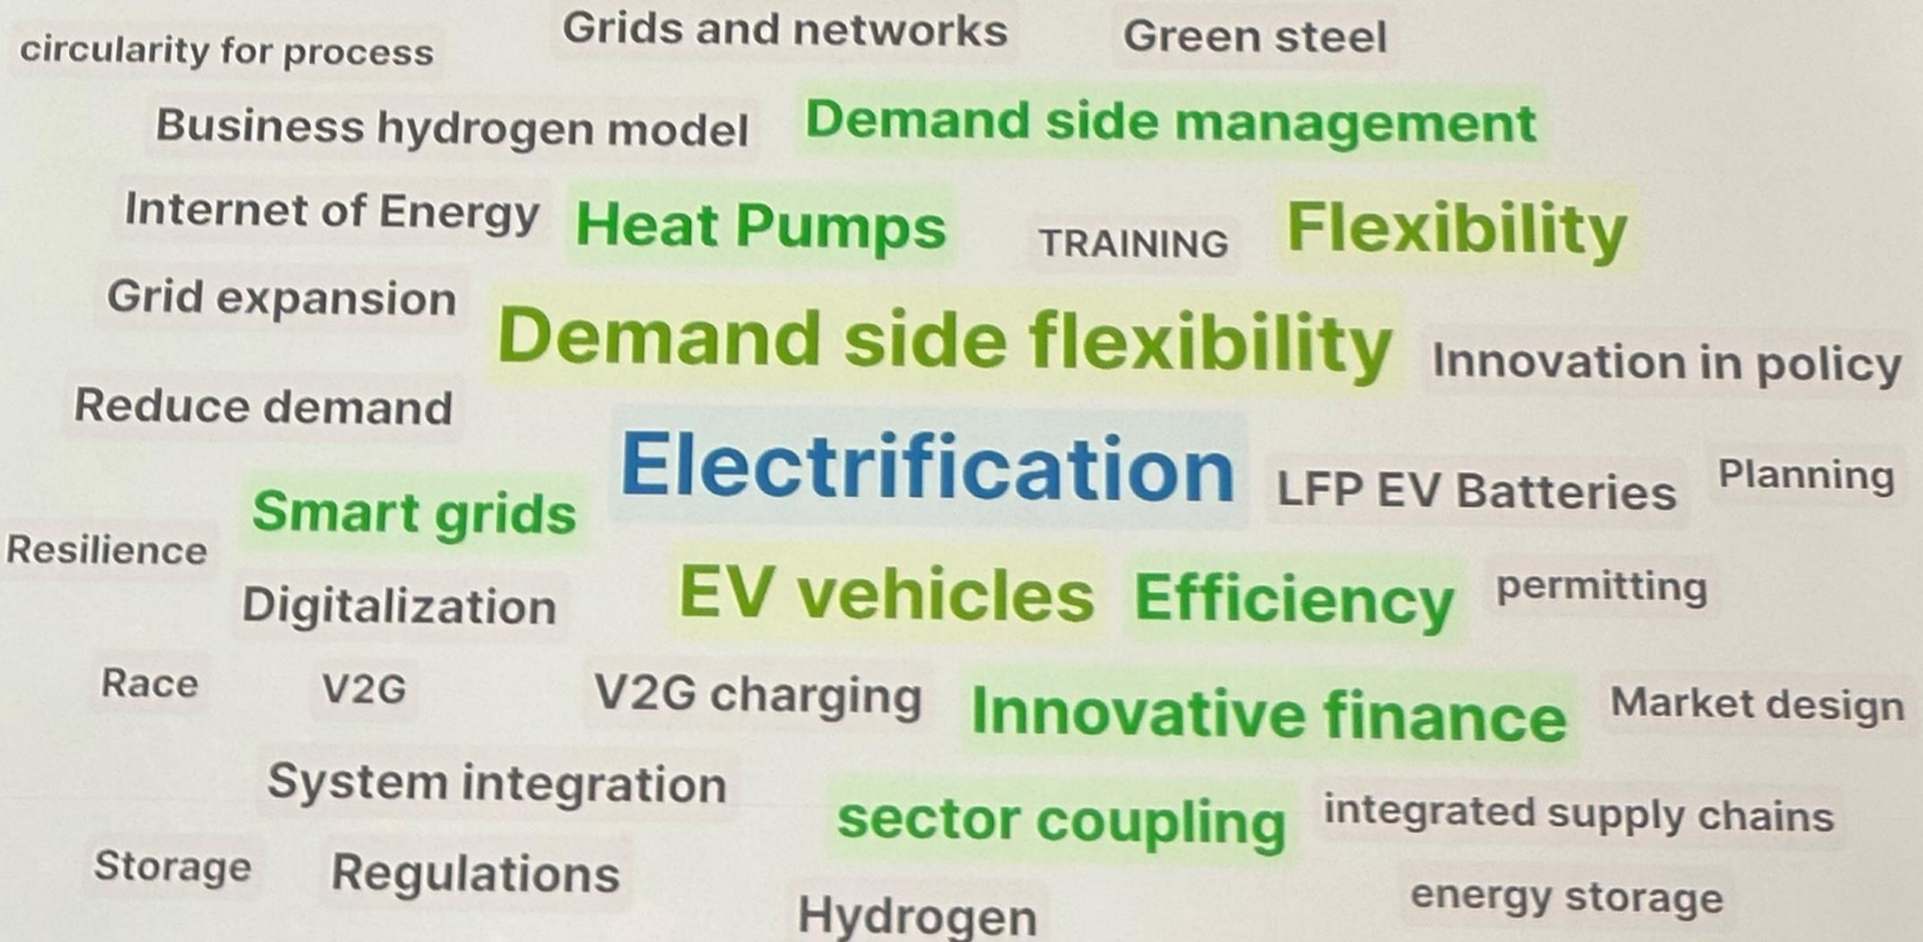 circularity for process
Grids and networks
Green steel
Business hydrogen model
Demand side management
Internet of Energy
Heat Pumps
TRAINING
Flexibility
Grid expansion
Demand side flexibility
Innovation in policy
Reduce demand
Electrification
LFP EV Batteries
Planning
Smart grids
Resilience
Digitalization
EV vehicles
Efficiency
permitting
Race
V2G
V2G charging
Innovative finance
Market design
System integration
sector coupling
integrated supply chains
Storage
Regulations
Hydrogen
energy storage